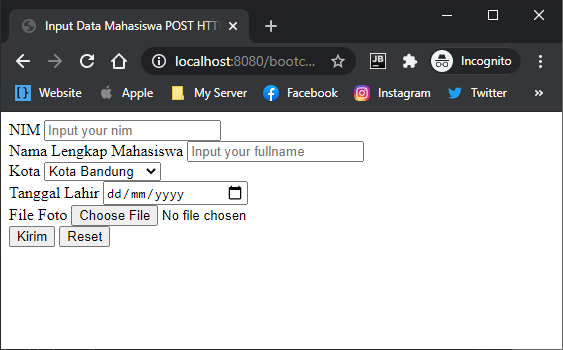 Input Data Mahasiswa POST HTT
localhost:8080/bootc... JB Incognito
Website Apple My Server Facebook Instagram Twitter »
NIM Input your nim
Nama Lengkap Mahasiswa Input your fullname
Kota Kota Bandung
Tanggal Lahir dd/mm/yyyy
File Foto Choose File No file chosen
Kirim Reset